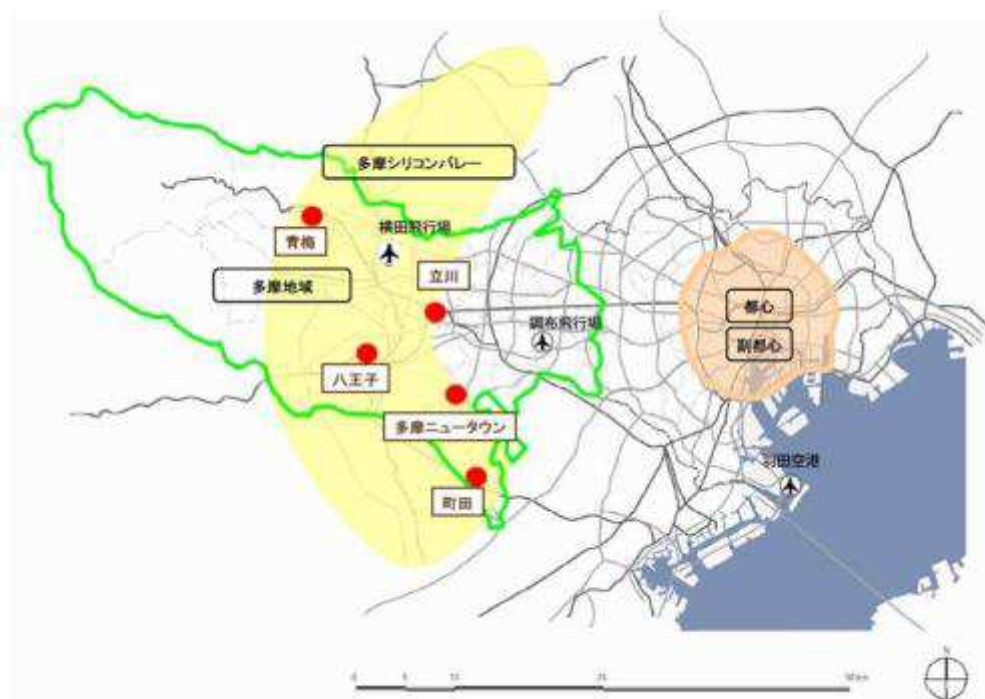 多摩シリコンバレー
青梅
横田飛行場
多摩地域
立川
都心
調布飛行場
副都心
八王子
多摩ニュータウン
羽田空港
町田
N